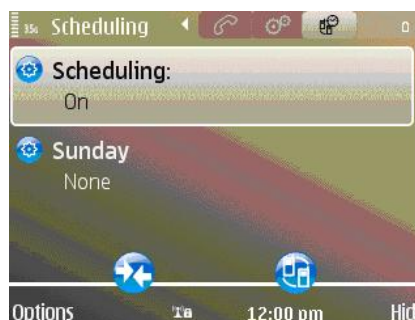 Scheduling
Scheduling:
On
Sunday
None
Options 12:00 pm Hid